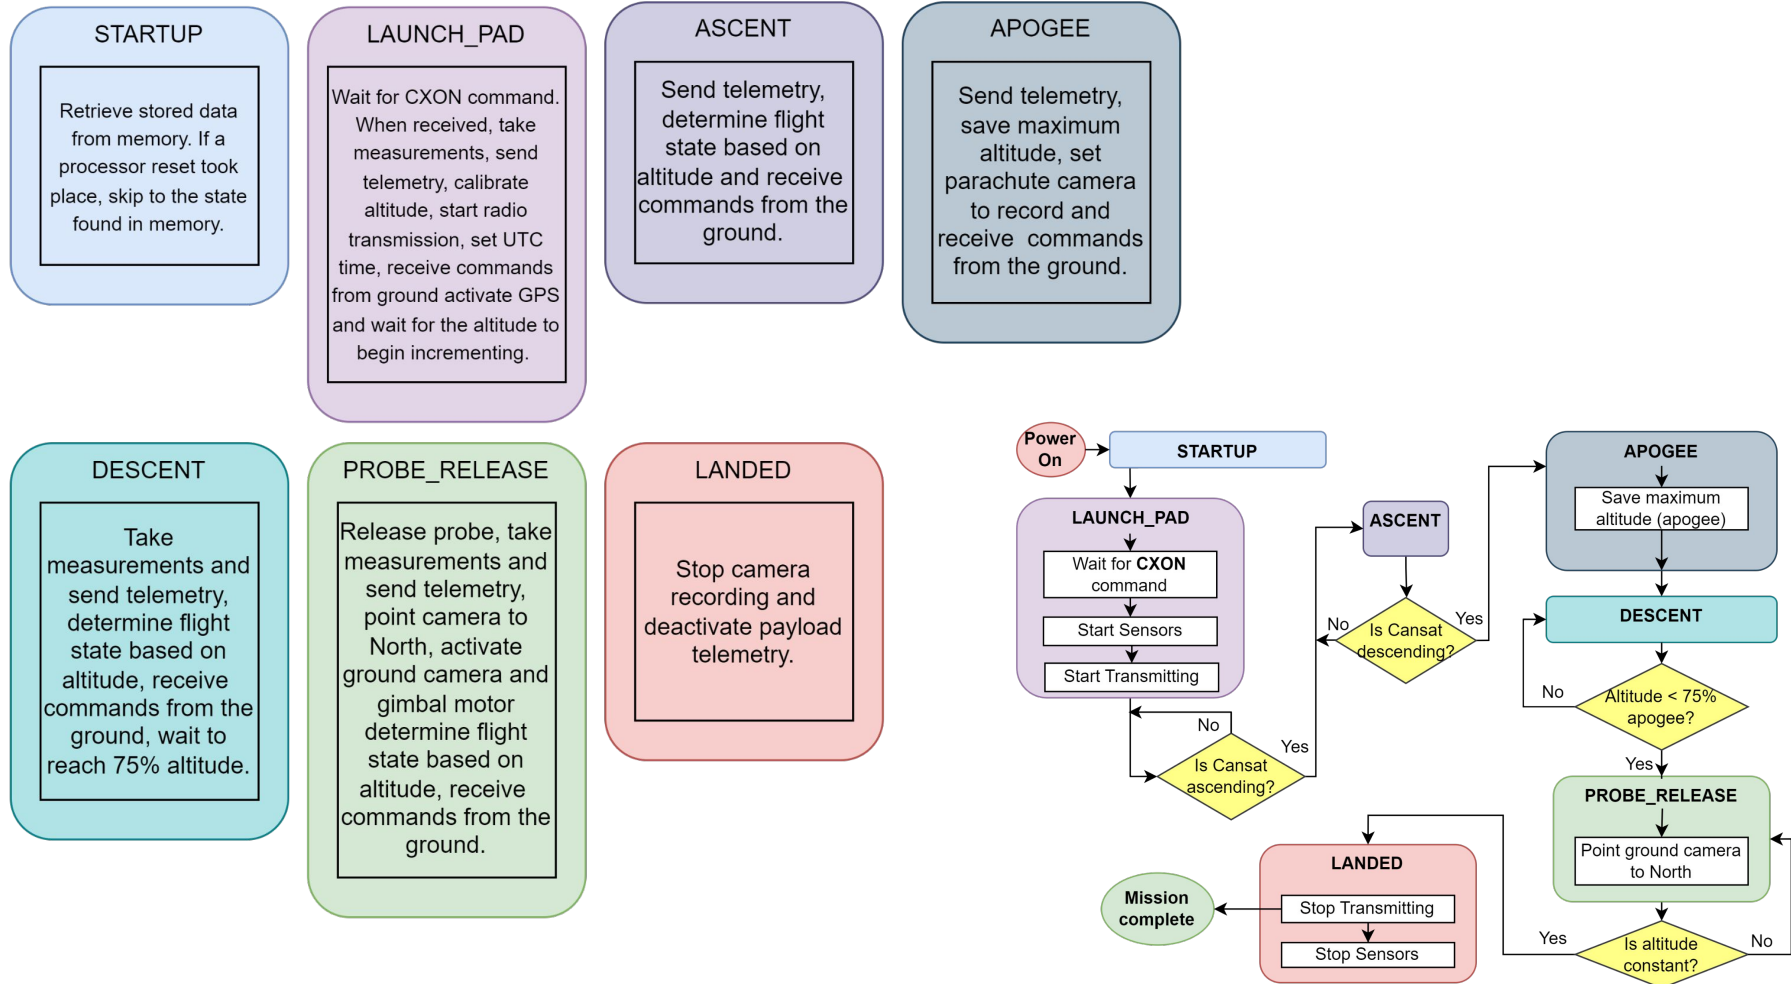 STARTUP
Retrieve stored data
from memory. If a
processor reset took
place, skip to the state
found in memory.
LAUNCH_PAD
Wait for CXON command.
When received, take
measurements, send
telemetry, calibrate
altitude, start radio
transmission, set UTC
time, receive commands
from ground activate GPS
and wait for the altitude to
begin incrementing.
ASCENT
Send telemetry,
determine flight
state based on
altitude and receive
commands from the
ground.
APOGEE
Send telemetry,
save maximum
altitude, set
parachute camera
to record and
receive commands
from the ground.
DESCENT
Take
measurements and
send telemetry,
determine flight
state based on
altitude, receive
commands from the
ground, wait to
reach 75% altitude.
PROBE_RELEASE
Release probe, take
measurements and
send telemetry,
point camera to
North, activate
ground camera and
gimbal motor
determine flight
state based on
altitude, receive
commands from the
ground.
LANDED
Stop camera
recording and
deactivate payload
telemetry.
Power
On
STARTUP
LAUNCH_PAD
Wait for CXON
command
Start Sensors
Start Transmitting
No
Is Cansat
ascending?
Yes
ASCENT
No
Is Cansat
descending?
Yes
APOGEE
Save maximum
altitude (apogee)
DESCENT
No
Altitude < 75%
apogee?
Yes
PROBE_RELEASE
Point ground camera
to North
Yes
Is altitude
constant?
No
LANDED
Stop Transmitting
Stop Sensors
Mission
complete